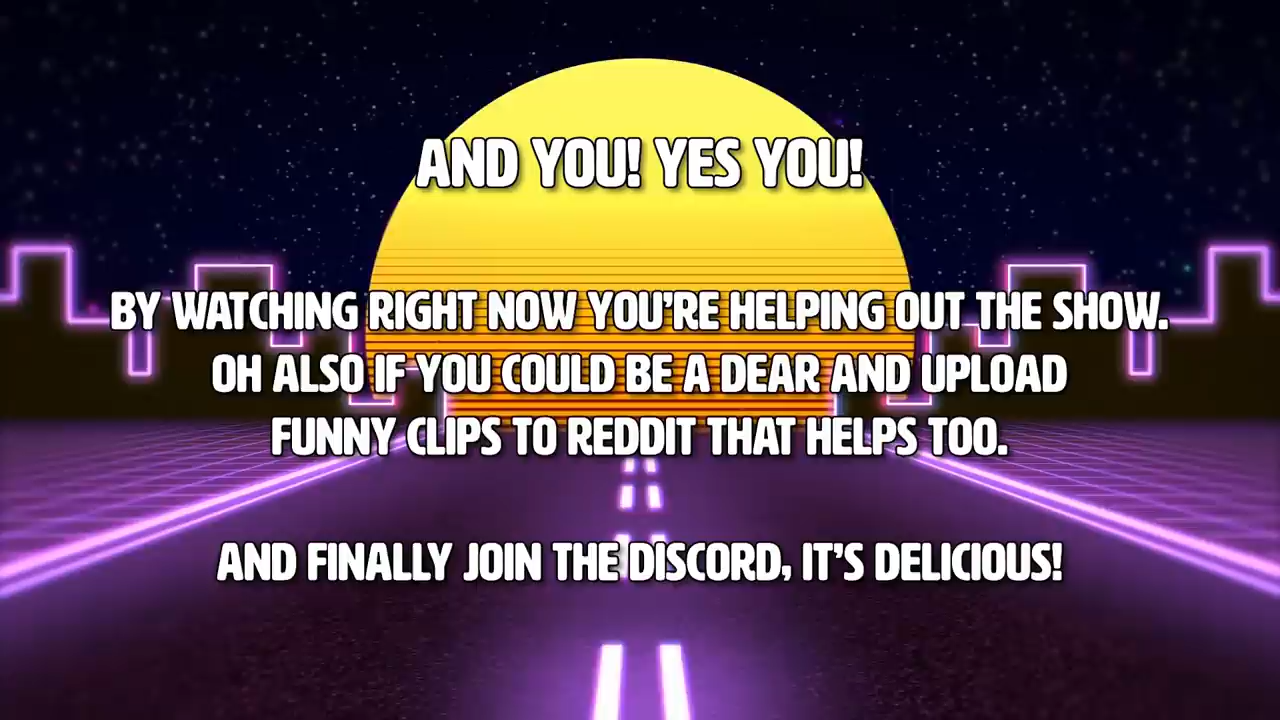 AND YOU! YES YOU!
BY WATCHING RIGHT NOW YOU'RE HELPING OUT THE SHOW.
OH ALSO IF YOU COULD BE A DEAR AND UPLOAD
FUNNY CLIPS TO REDDIT THAT HELPS TOO.
AND FINALLY JOIN THE DISCORD, IT'S DELICIOUS!